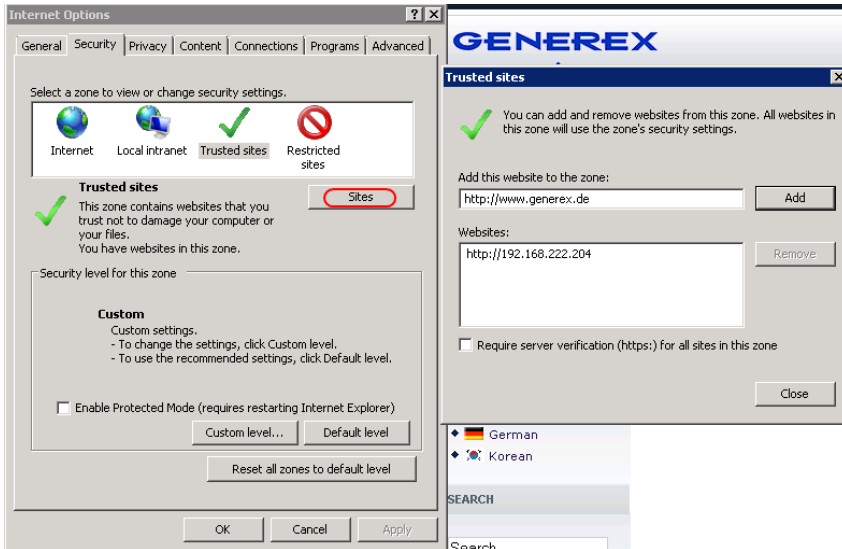 Internet Options
General
Security
Privacy
Content
Connections
Programs
Advanced
Select a zone to view or change security settings.
Internet
Local intranet
Trusted sites
Restricted
sites
Trusted sites
Sites
This zone contains websites that you
trust not to damage your computer or
your files.
You have websites in this zone.
Security level for this zone
Custom
Custom settings.
- To change the settings, click Custom level.
- To use the recommended settings, click Default level.
Enable Protected Mode (requires restarting Internet Explorer)
Custom level...
Default level
Reset all zones to default level
OK
Cancel
Apply
GENEREX
Trusted sites
You can add and remove websites from this zone. All websites in
this zone will use the zone's security settings.
Add this website to the zone:
http://www.generex.de
Add
Websites:
http://192.168.222.204
Remove
Require server verification (https:) for all sites in this zone
Close
German
Korean
SEARCH
Search